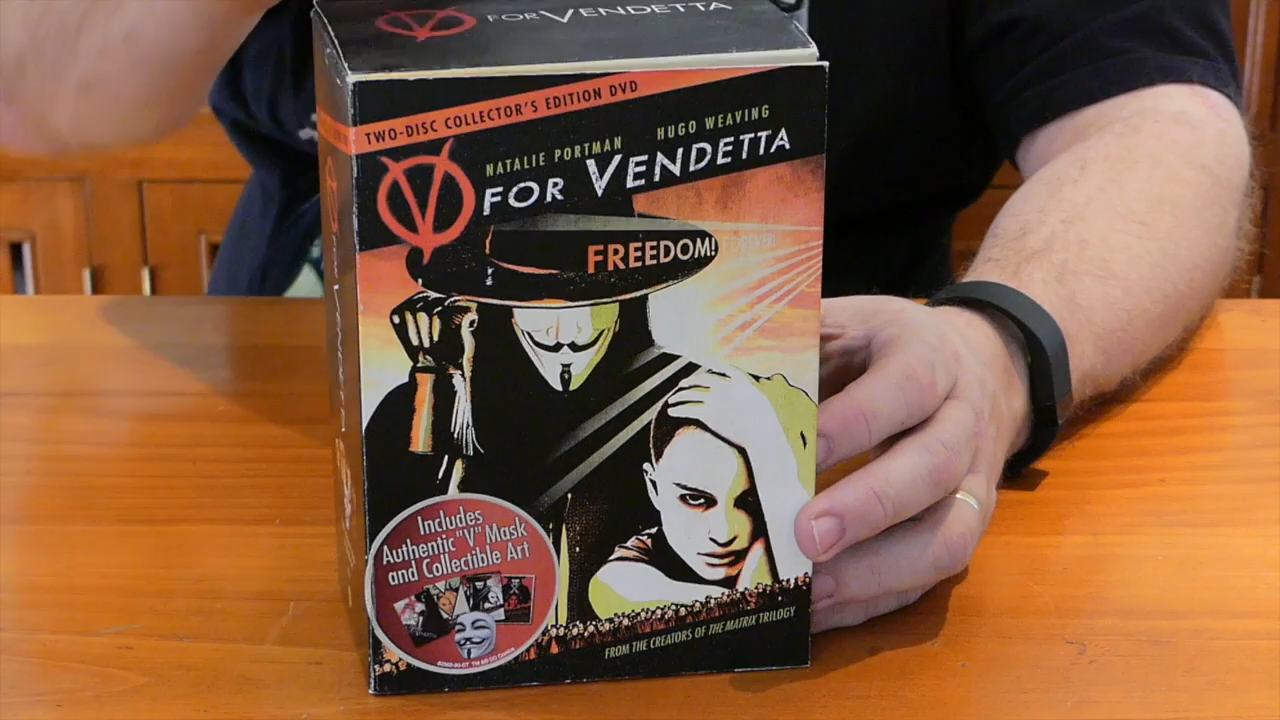 V FOR VENDETTA
TWO-DISC COLLECTOR'S EDITION DVD
NATALIE PORTMAN HUGO WEAVING
V FOR VENDETTA
FREEDOM! FOREVER!
Includes
Authentic "V" Mask
and Collectible Art
FROM THE CREATORS OF THE MATRIX TRILOGY